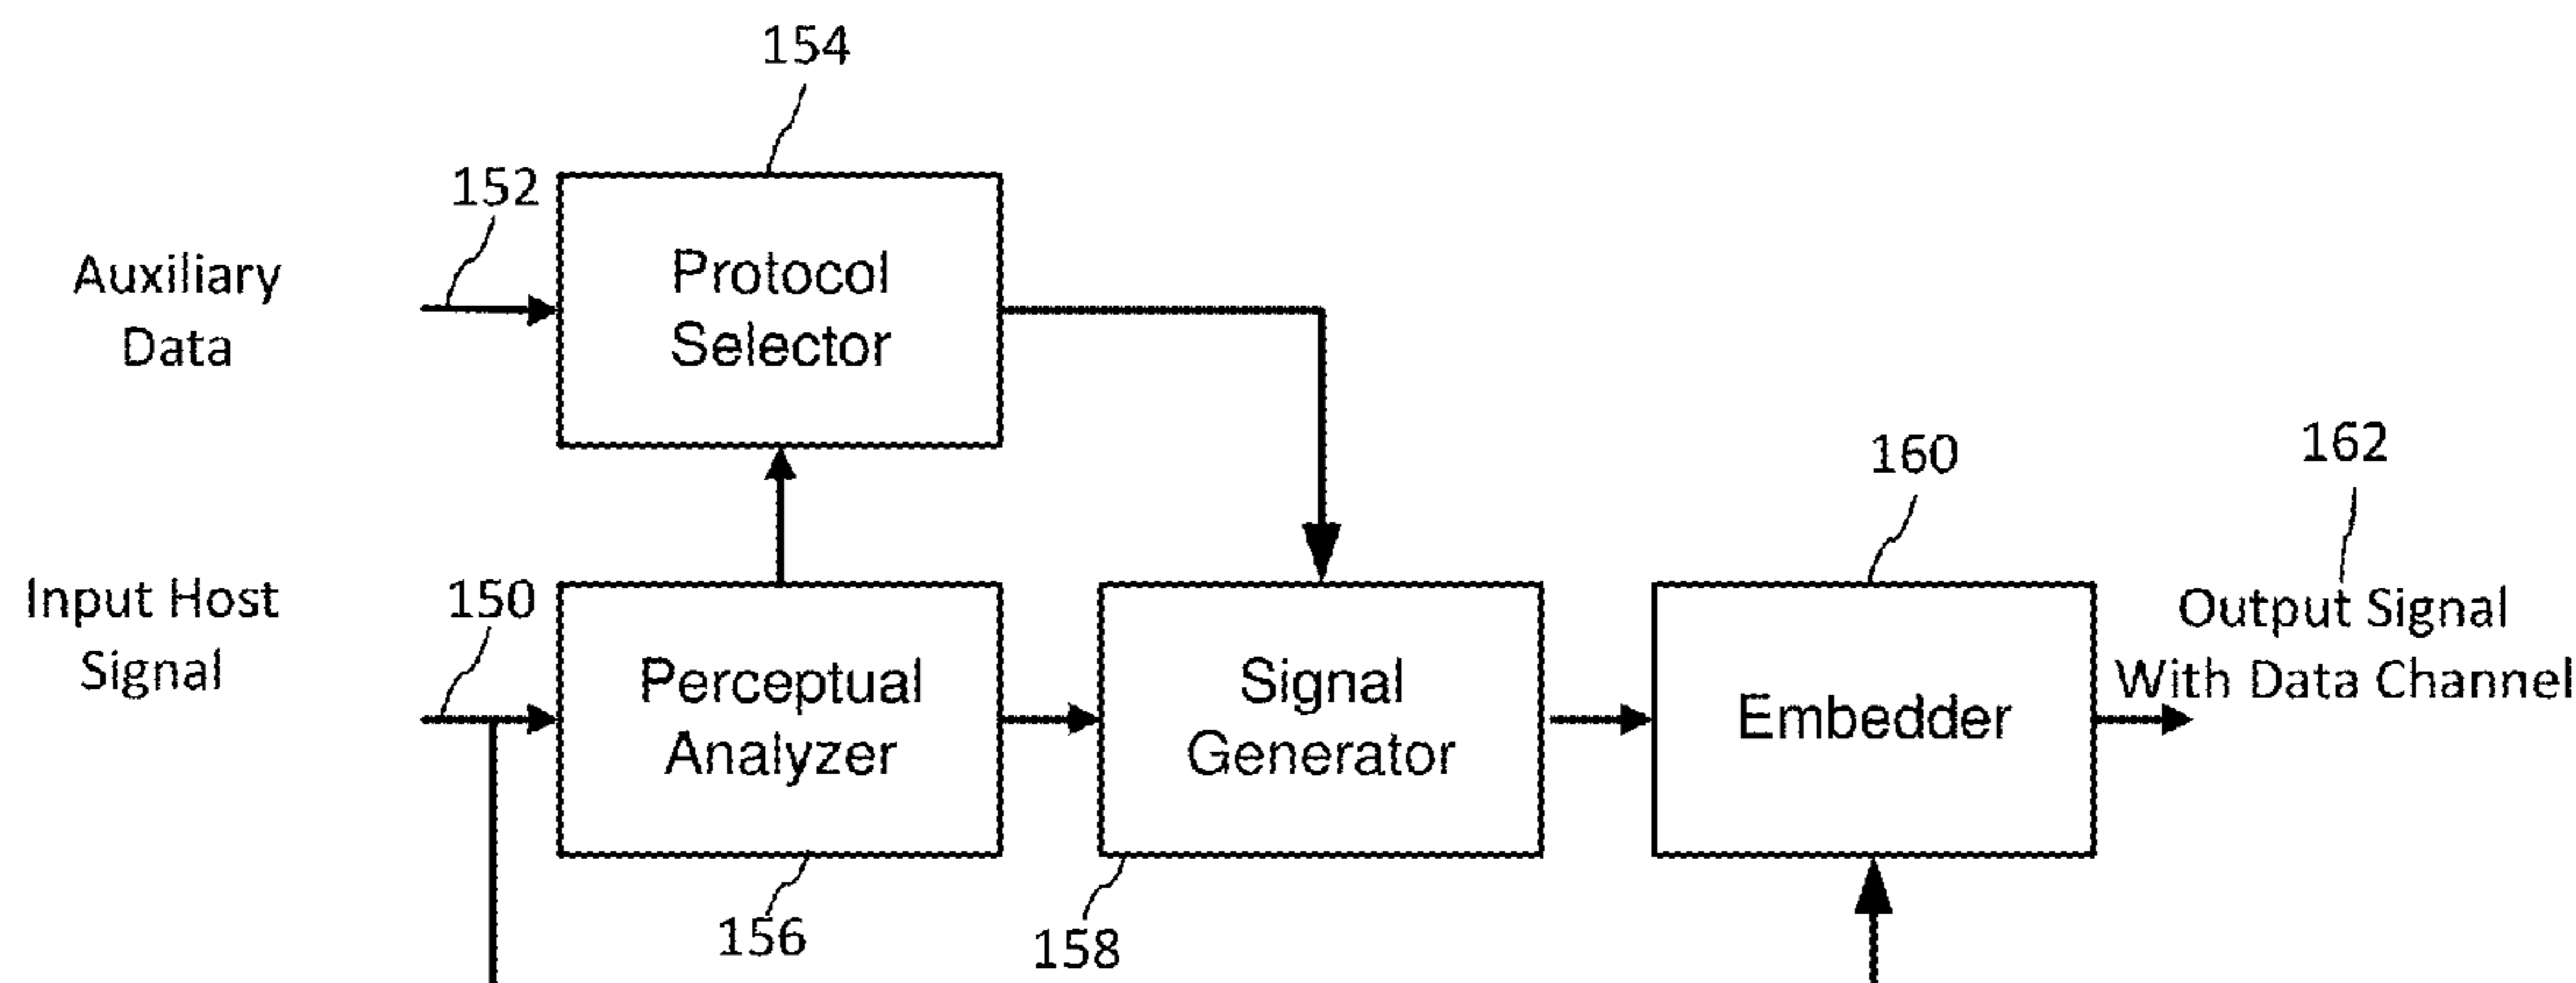 154
152
Auxiliary
Data
Protocol
Selector
160
162
Input Host
Signal
150
Perceptual
Analyzer
Signal
Generator
Embedder
Output Signal
With Data Channel
156
158